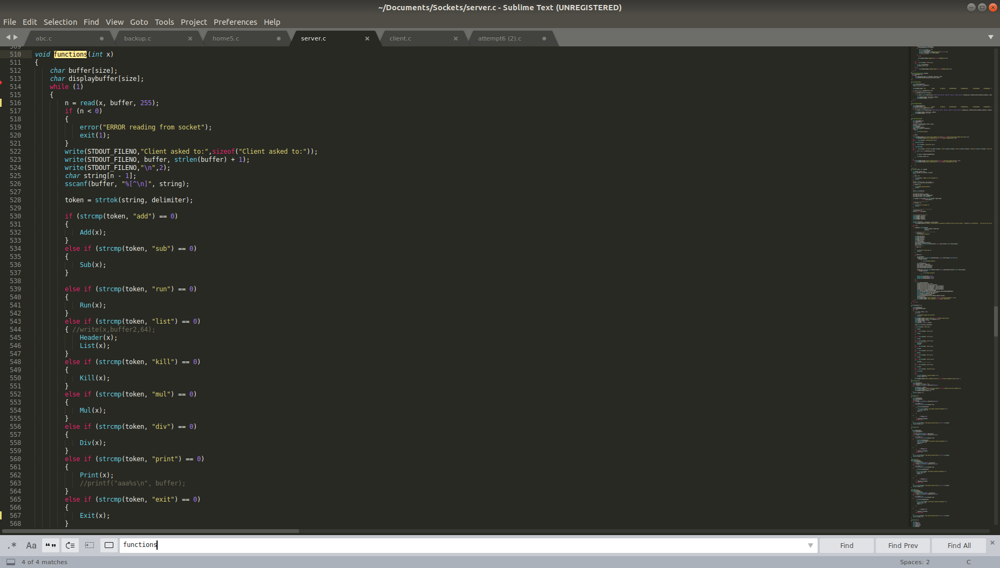 ~/Documents/Sockets/server.c - Sublime Text (UNREGISTERED)
File Edit Selection Find View Goto Tools Project Preferences Help
abc.c backup.c home5.c server.c client.c attempt6 (2).c
509
510 void functions(int x)
511 {
512 char buffer[size];
513 char displaybuffer[size];
514 while (1)
515 {
516 n = read(x, buffer, 255);
517 if (n < 0)
518 {
519 error("ERROR reading from socket");
520 exit(1);
521 }
522 write(STDOUT_FILENO,"Client asked to:",sizeof("Client asked to:"));
523 write(STDOUT_FILENO, buffer, strlen(buffer) + 1);
524 write(STDOUT_FILENO,"\n",2);
525 char string[n - 1];
526 sscanf(buffer, "%[^\n]", string);
527
528 token = strtok(string, delimiter);
529
530 if (strcmp(token, "add") == 0)
531 {
532 Add(x);
533 }
534 else if (strcmp(token, "sub") == 0)
535 {
536 Sub(x);
537 }
538
539 else if (strcmp(token, "run") == 0)
540 {
541 Run(x);
542 }
543 else if (strcmp(token, "list") == 0)
544 { //write(x,buffer2,64);
545 Header(x);
546 List(x);
547 }
548 else if (strcmp(token, "kill") == 0)
549 {
550 Kill(x);
551 }
552 else if (strcmp(token, "mul") == 0)
553 {
554 Mul(x);
555 }
556 else if (strcmp(token, "div") == 0)
557 {
558 Div(x);
559 }
560 else if (strcmp(token, "print") == 0)
561 {
562 Print(x);
563 //printf("aaa%s\n", buffer);
564 }
565 else if (strcmp(token, "exit") == 0)
566 {
567 Exit(x);
568 }
.* Aa “” functions Find Find Prev Find All
4 of 4 matches Spaces: 2 C